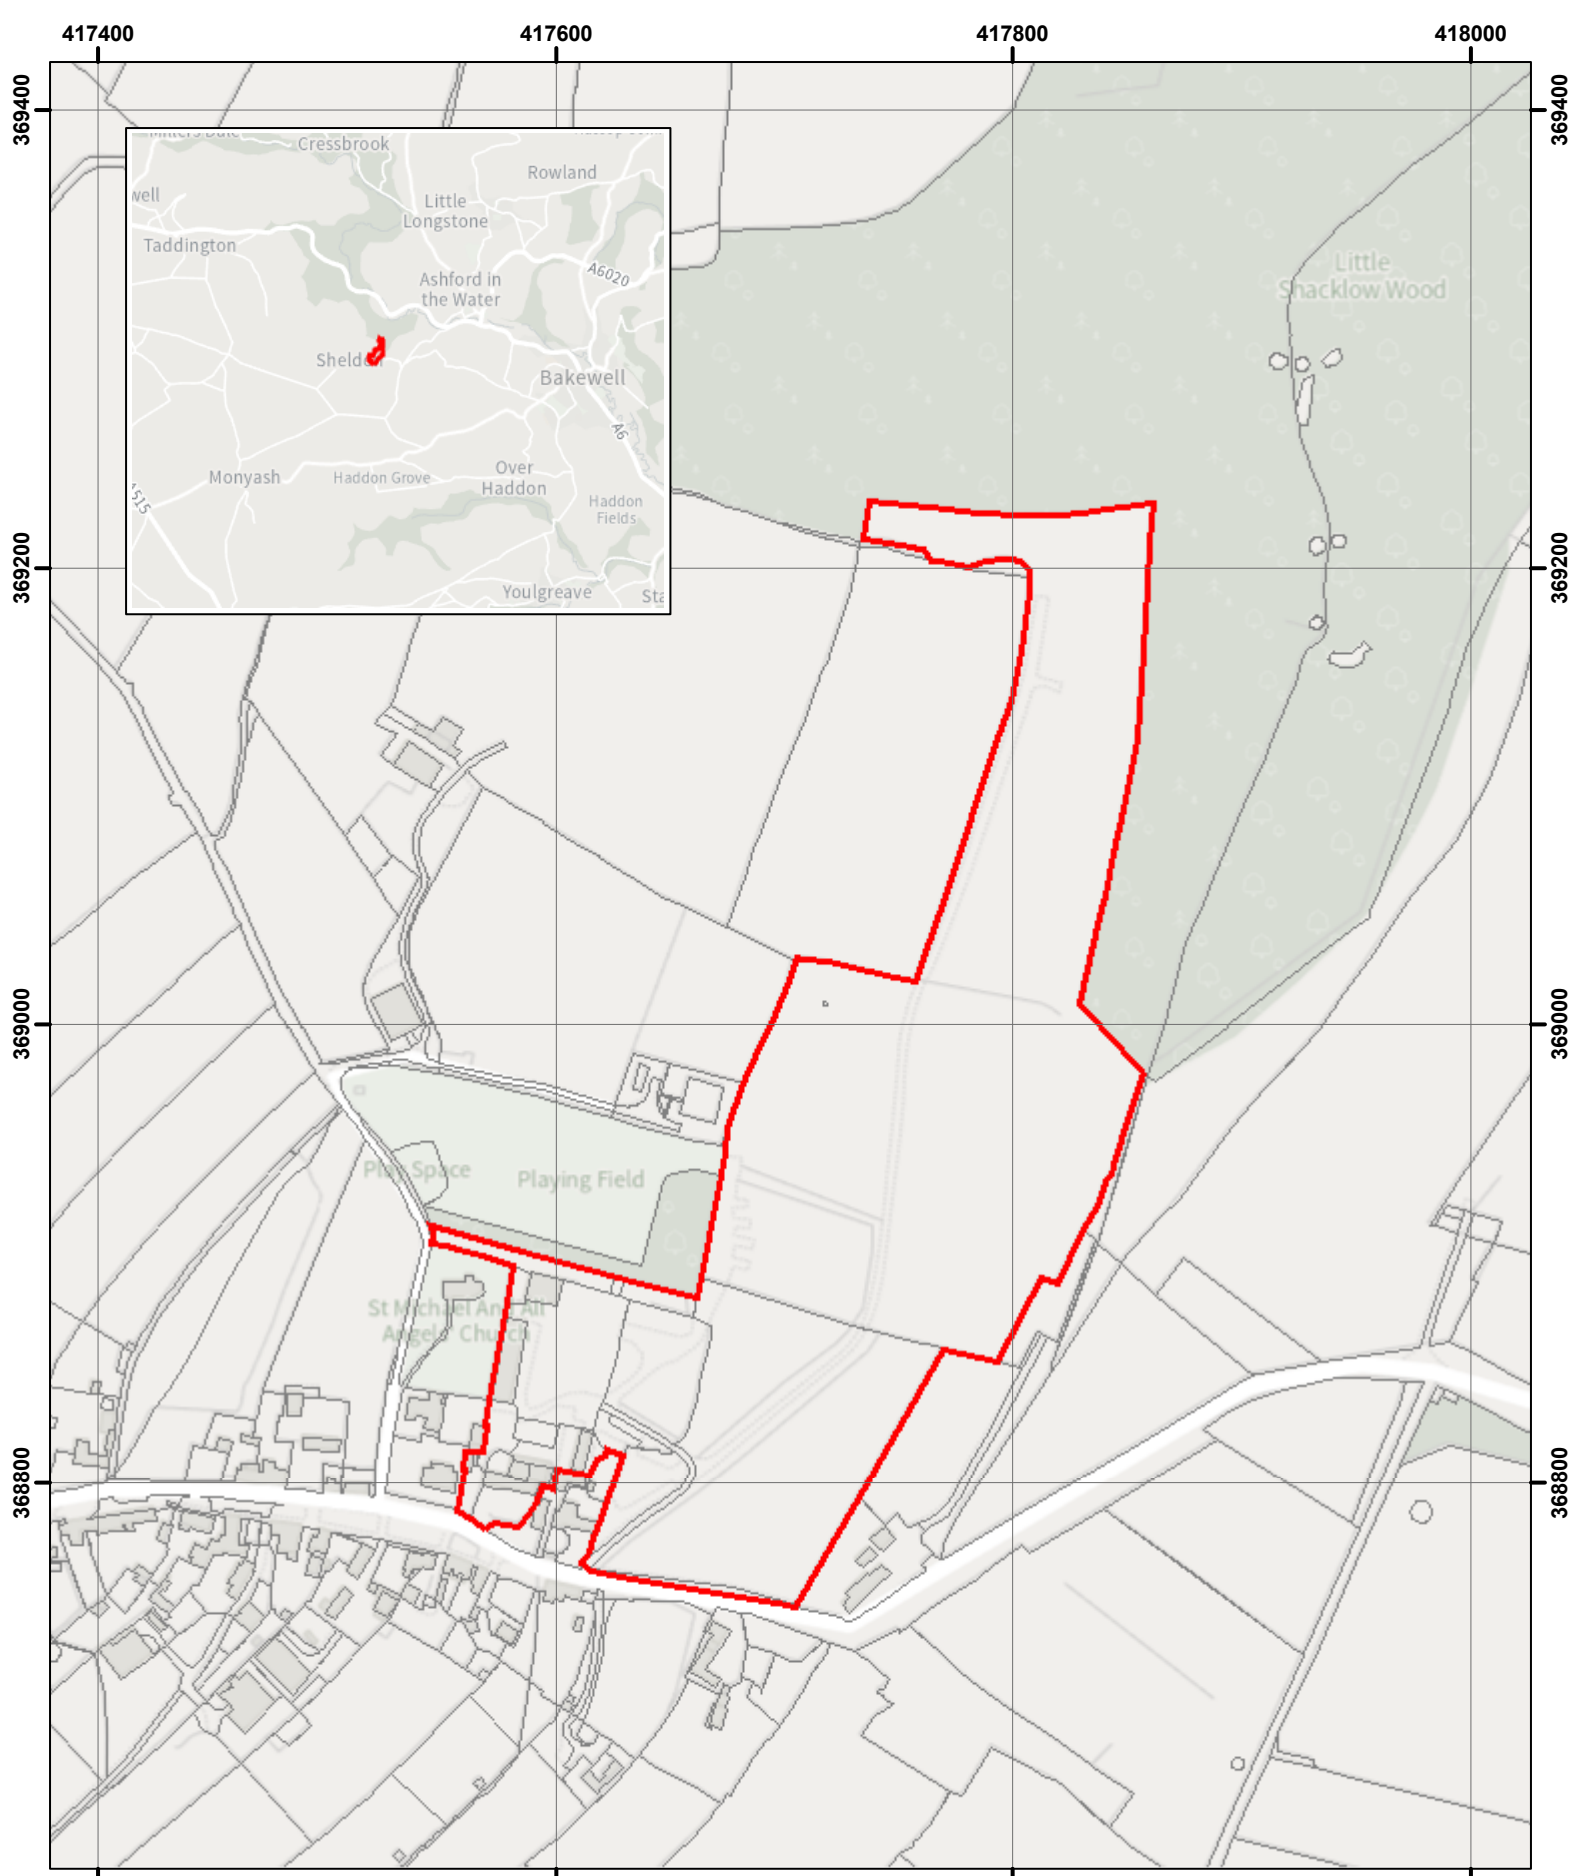 417400
417600
417800
418000
369400
369400
Cressbrook
Rowland
Little
Longstone
Taddington
A6020
Ashford in
the Water
Little
Shacklow Wood
Bakewell
A6
Monyash
Haddon Grove
Over
Haddon
Haddon
Fields
Youlgreave
369200
369200
369000
369000
Play Space
Playing Field
St Michael And All
Angels' Church
368800
368800